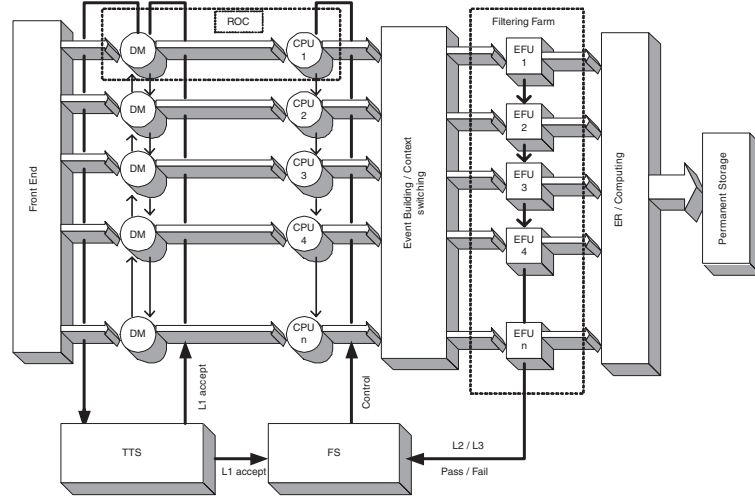 ROC
Filtering Farm
DM
CPU
1
EFU
1
DM
CPU
2
EFU
2
DM
CPU
3
EFU
3
DM
CPU
4
EFU
4
DM
CPU
n
EFU
n
Front End
Event Building / Context
switching
ER / Computing
Permanent Storage
L1 accept
Control
TTS
L1 accept
FS
L2 / L3
Pass / Fail